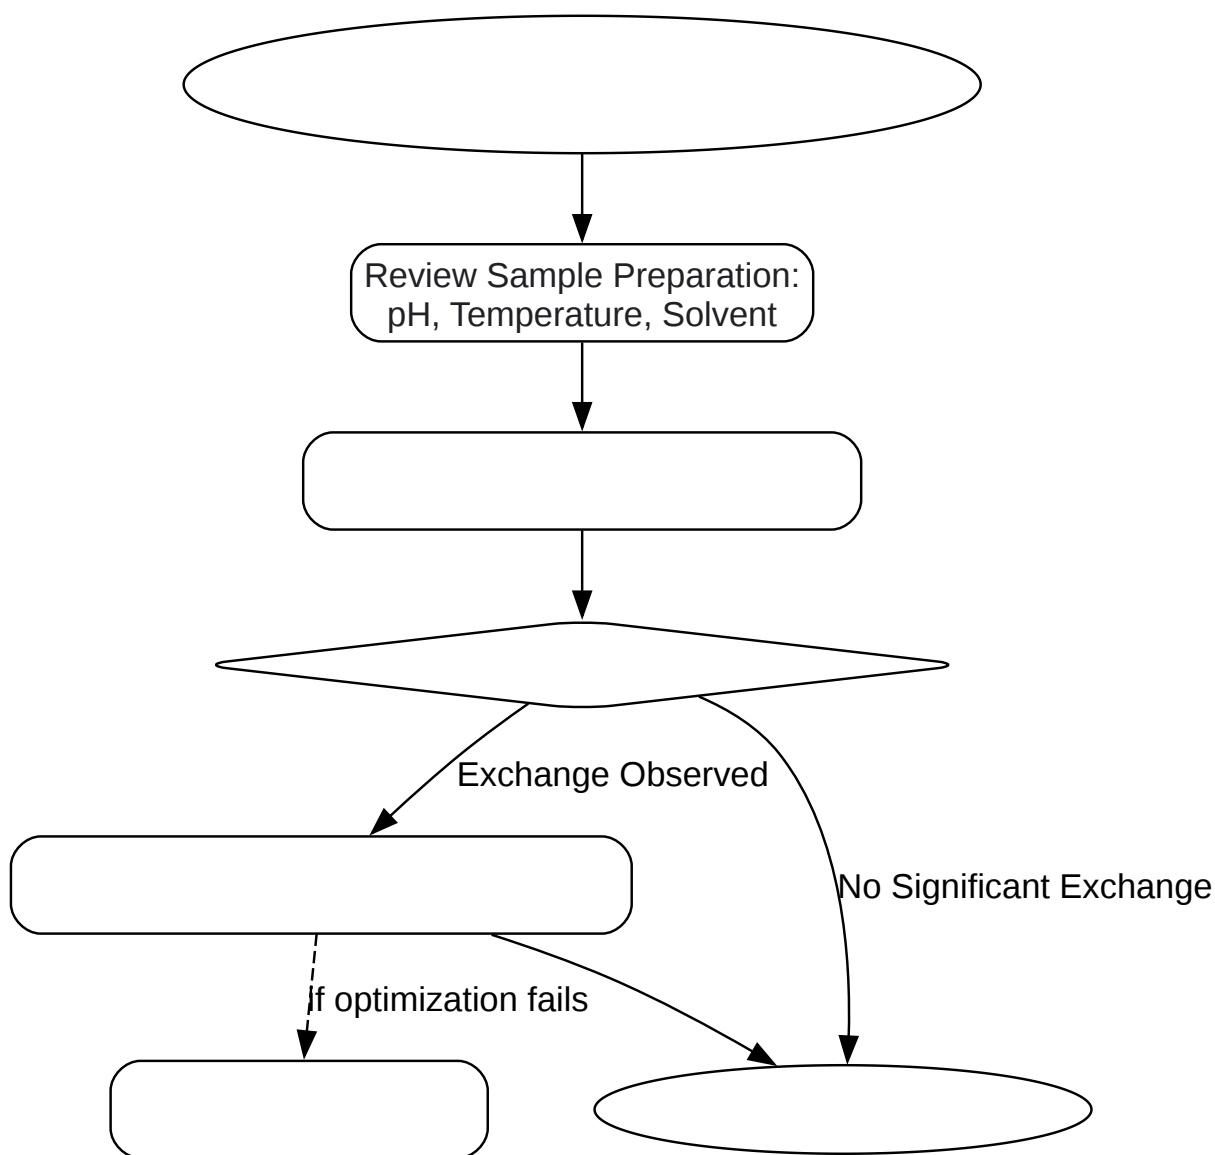 Review Sample Preparation:
pH, Temperature, Solvent
Exchange Observed
No Significant Exchange
If optimization fails